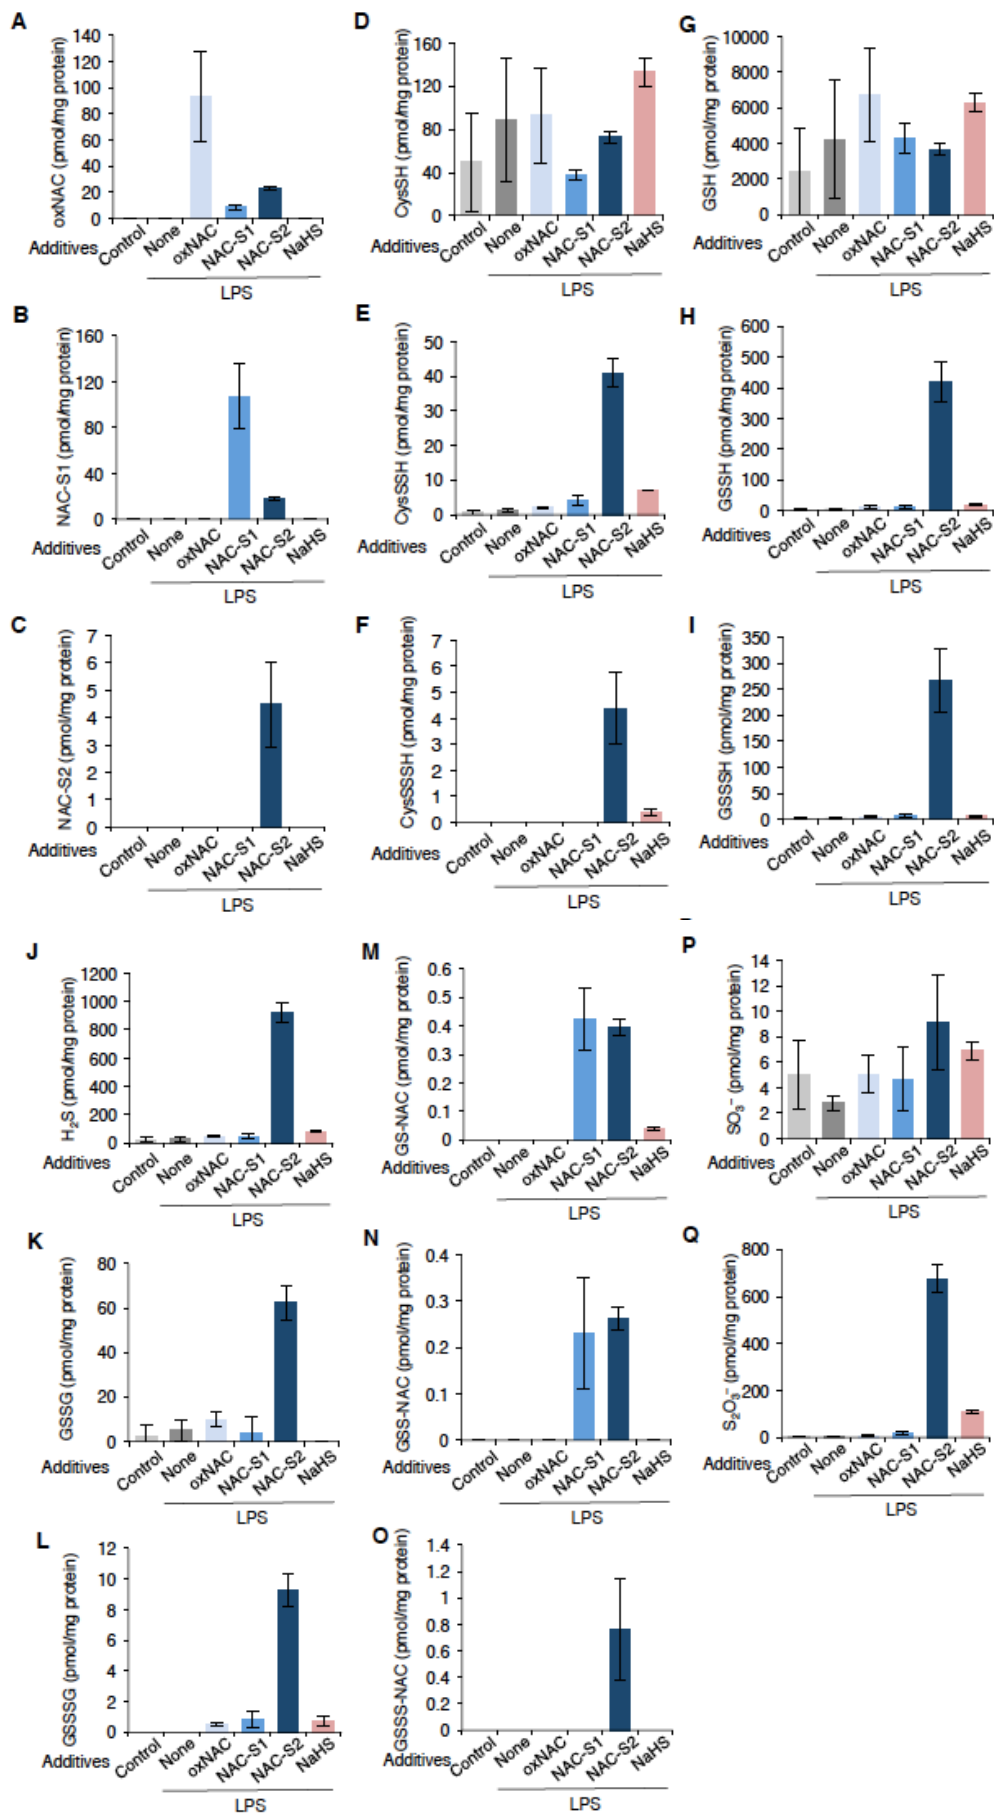 A
oxNAC (pmol/mg protein)
140
120
100
80
60
40
20
0
Additives
Control
None
oxNAC
NAC-S1
NAC-S2
NaHS
LPS
D
CysSH (pmol/mg protein)
160
120
80
40
0
Additives
Control
None
oxNAC
NAC-S1
NAC-S2
NaHS
LPS
G
GSH (pmol/mg protein)
10000
8000
6000
4000
2000
0
Additives
Control
None
oxNAC
NAC-S1
NAC-S2
NaHS
LPS
B
NAC-S1 (pmol/mg protein)
160
120
80
40
0
Additives
Control
None
oxNAC
NAC-S1
NAC-S2
NaHS
LPS
E
CysSSH (pmol/mg protein)
50
40
30
20
10
0
Additives
Control
None
oxNAC
NAC-S1
NAC-S2
NaHS
LPS
H
GSSH (pmol/mg protein)
600
500
400
300
200
100
0
Additives
Control
None
oxNAC
NAC-S1
NAC-S2
NaHS
LPS
C
NAC-S2 (pmol/mg protein)
7
6
5
4
3
2
1
0
Additives
Control
None
oxNAC
NAC-S1
NAC-S2
NaHS
LPS
F
CysSSSH (pmol/mg protein)
7
6
5
4
3
2
1
0
Additives
Control
None
oxNAC
NAC-S1
NAC-S2
NaHS
LPS
I
GSSSH (pmol/mg protein)
350
300
250
200
150
100
50
0
Additives
Control
None
oxNAC
NAC-S1
NAC-S2
NaHS
LPS
J
H₂S (pmol/mg protein)
1200
1000
800
600
400
200
0
Additives
Control
None
oxNAC
NAC-S1
NAC-S2
NaHS
LPS
M
GS-NAC (pmol/mg protein)
0.6
0.5
0.4
0.3
0.2
0.1
0
Additives
Control
None
oxNAC
NAC-S1
NAC-S2
NaHS
LPS
P
SO₃⁻ (pmol/mg protein)
14
12
10
8
6
4
2
0
Additives
Control
None
oxNAC
NAC-S1
NAC-S2
NaHS
LPS
K
GSSG (pmol/mg protein)
80
60
40
20
0
Additives
Control
None
oxNAC
NAC-S1
NAC-S2
NaHS
LPS
N
GSS-NAC (pmol/mg protein)
0.4
0.3
0.2
0.1
0
Additives
Control
None
oxNAC
NAC-S1
NAC-S2
NaHS
LPS
Q
S₂O₃⁻ (pmol/mg protein)
800
600
400
200
0
Additives
Control
None
oxNAC
NAC-S1
NAC-S2
NaHS
LPS
L
GSSSG (pmol/mg protein)
12
10
8
6
4
2
0
Additives
Control
None
oxNAC
NAC-S1
NAC-S2
NaHS
LPS
O
GSSS-NAC (pmol/mg protein)
1.4
1.2
1
0.8
0.6
0.4
0.2
0
Additives
Control
None
oxNAC
NAC-S1
NAC-S2
NaHS
LPS